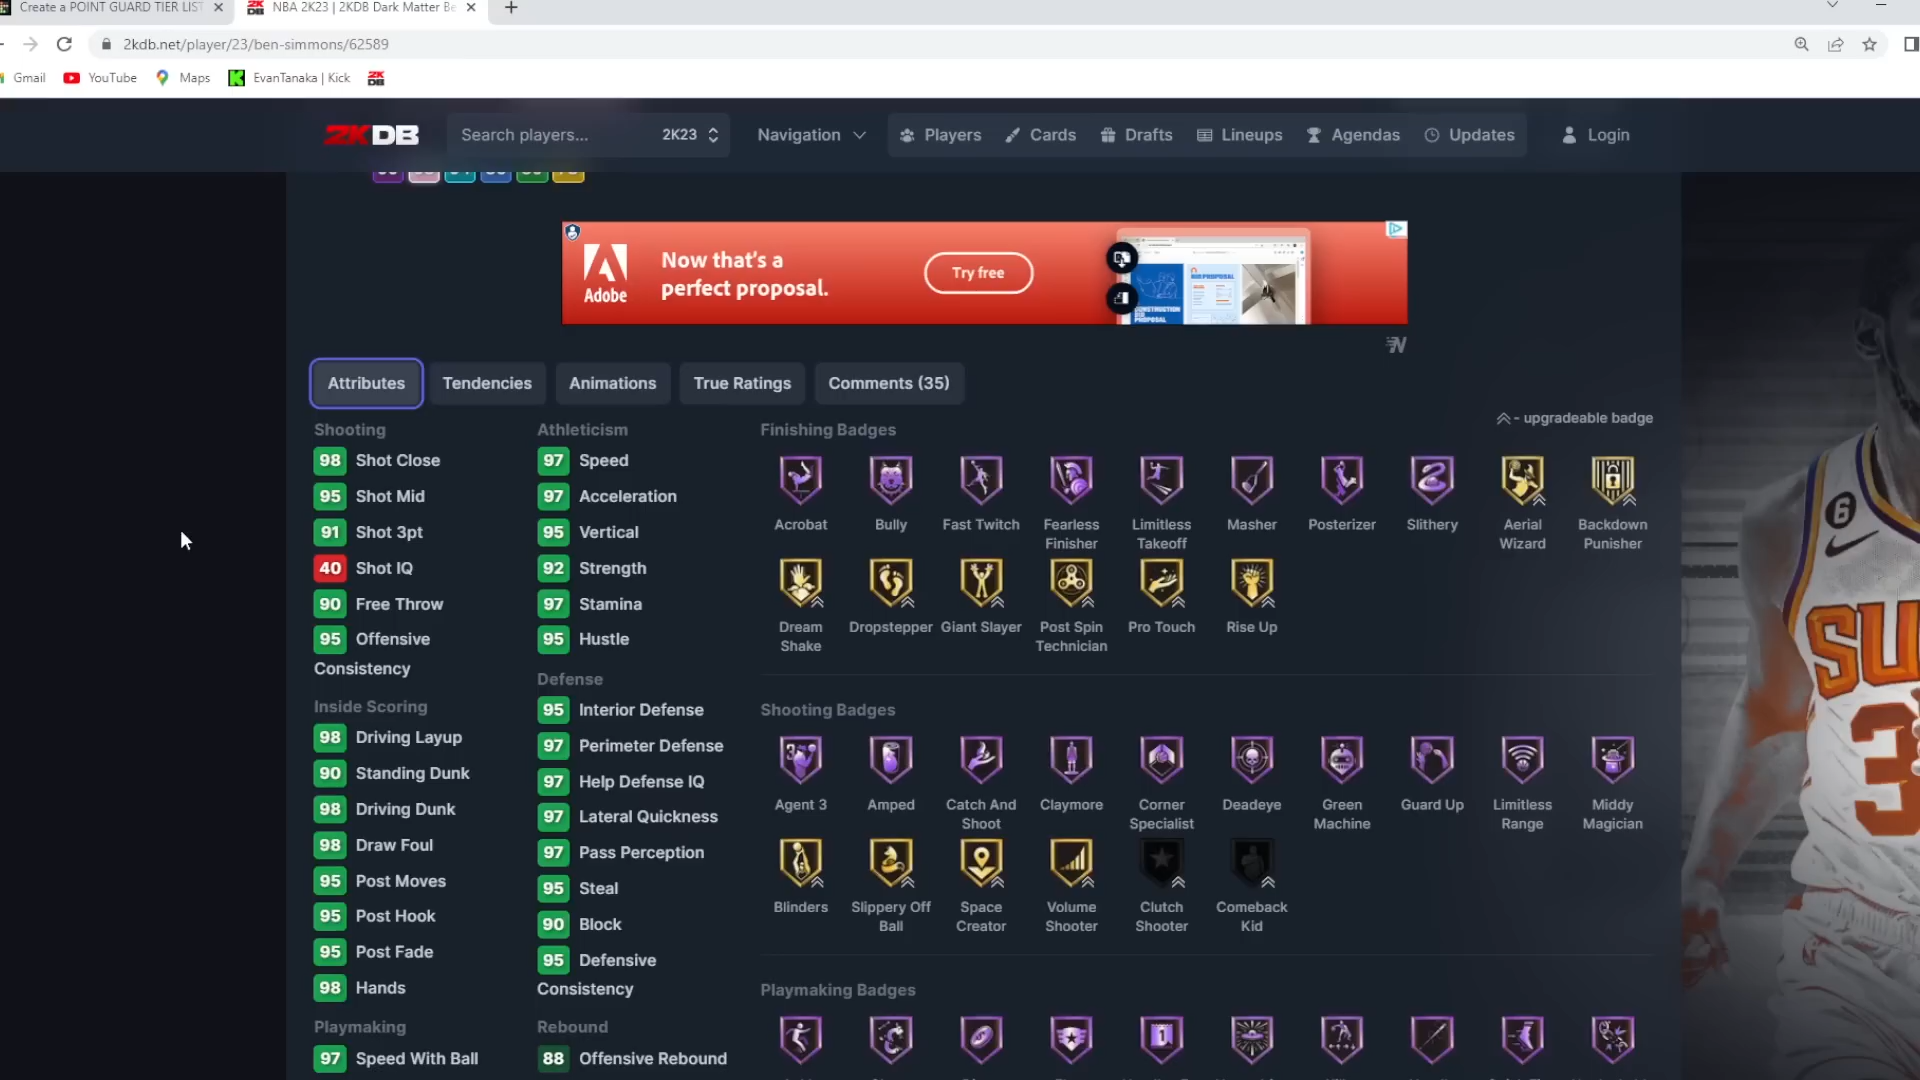 Create a POINT GUARD TIER LIST
NBA 2K23 | 2KDB Dark Matter Be
2kdb.net/player/23/ben-simmons/62589
Gmail YouTube Maps EvanTanaka | Kick 2K DB
2KDB Search players... 2K23 Navigation Players Cards Drafts Lineups Agendas Updates Login
Adobe
Now that's a
perfect proposal.
Try free
Attributes Tendencies Animations True Ratings Comments (35)
- upgradeable badge
Shooting
98 Shot Close
95 Shot Mid
91 Shot 3pt
40 Shot IQ
90 Free Throw
95 Offensive
Consistency
Inside Scoring
98 Driving Layup
90 Standing Dunk
98 Driving Dunk
98 Draw Foul
95 Post Moves
95 Post Hook
95 Post Fade
98 Hands
Playmaking
97 Speed With Ball
Athleticism
97 Speed
97 Acceleration
95 Vertical
92 Strength
97 Stamina
95 Hustle
Defense
95 Interior Defense
97 Perimeter Defense
97 Help Defense IQ
97 Lateral Quickness
97 Pass Perception
95 Steal
90 Block
95 Defensive
Consistency
Rebound
88 Offensive Rebound
Finishing Badges
Acrobat Bully Fast Twitch Fearless Limitless Masher Posterizer Slithery Aerial Backdown
Finisher Takeoff Wizard Punisher
Dream Dropstepper Giant Slayer Post Spin Pro Touch Rise Up
Shake Technician
Shooting Badges
Agent 3 Amped Catch And Claymore Corner Deadeye Green Guard Up Limitless Middy
Shoot Specialist Machine Range Magician
Blinders Slippery Off Space Volume Clutch Comeback
Ball Creator Shooter Shooter Kid
Playmaking Badges
6
SU
3